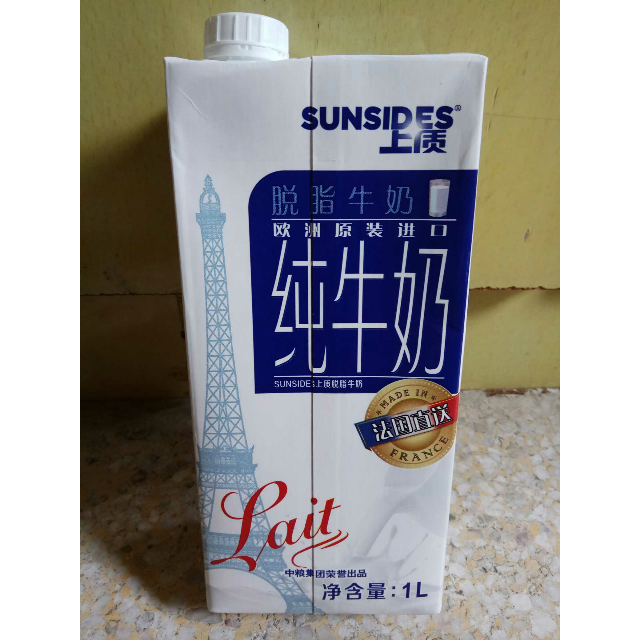 SUNSIDES®
上质
脱脂牛奶
欧洲原装进口
纯牛奶
SUNSIDES上质脱脂牛奶
MADE IN
法国直送
FRANCE
Lait
中粮集团荣誉出品
净含量:1L